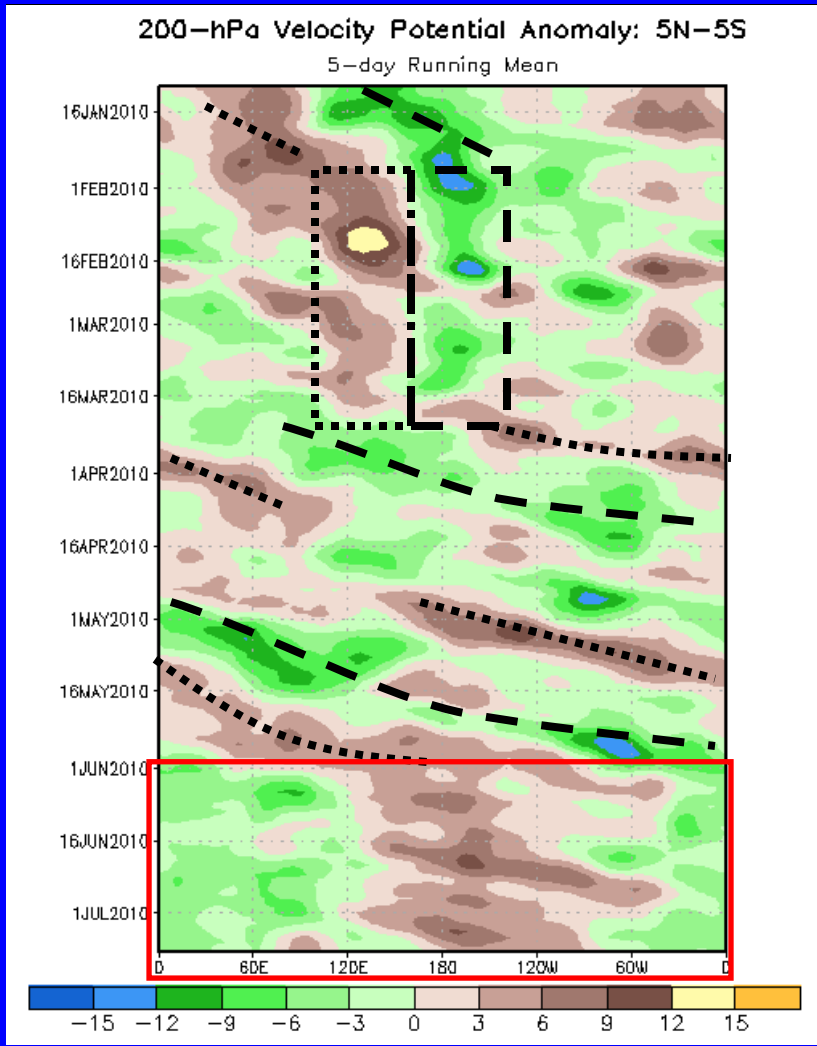 200-hPa Velocity Potential Anomaly: 5N-5S
5-day Running Mean
16JAN2010
1FEB2010
16FEB2010
1MAR2010
16MAR2010
1APR2010
16APR2010
1MAY2010
16MAY2010
1JUN2010
16JUN2010
1JUL2010
0 60E 120E 180 120W 60W 0
-15 -12 -9 -6 -3 0 3 6 9 12 15